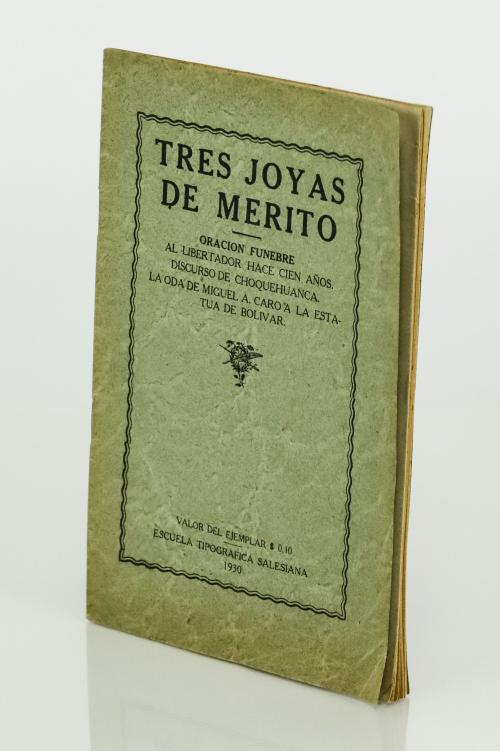 TRES JOYAS
DE MERITO
ORACION FUNEBRE
AL LIBERTADOR HACE CIEN AÑOS.
DISCURSO DE CHOQUEHUANCA.
LA ODA DE MIGUEL A. CARO A LA ESTA-
TUA DE BOLIVAR.
VALOR DEL EJEMPLAR $ 0,10
ESCUELA TIPOGRAFICA SALESIANA
1930